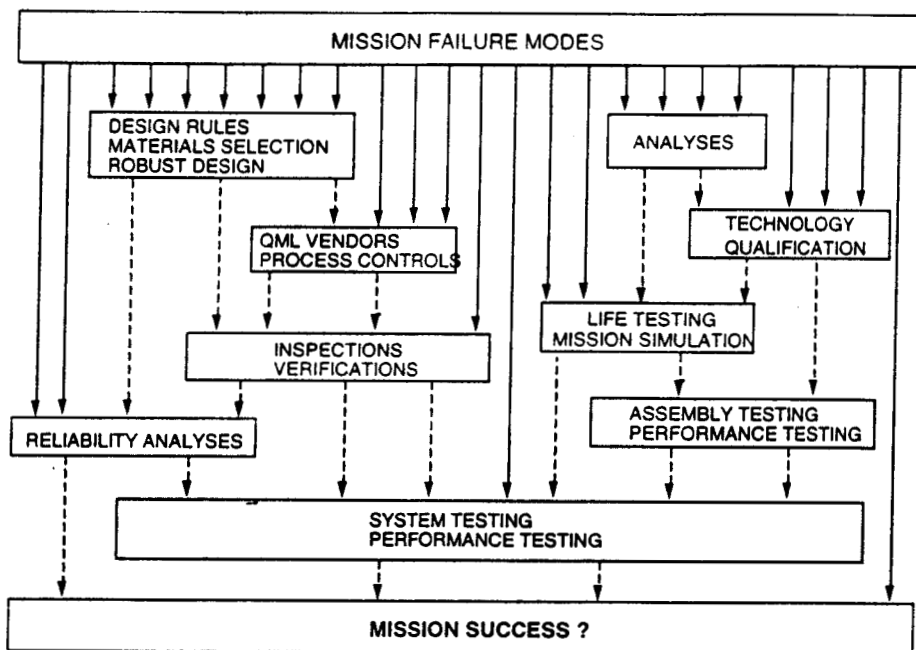 MISSION FAILURE MODES
DESIGN RULES
MATERIALS SELECTION
ROBUST DESIGN
ANALYSES
QML VENDORS
PROCESS CONTROLS
TECHNOLOGY
QUALIFICATION
LIFE TESTING
MISSION SIMULATION
INSPECTIONS
VERIFICATIONS
ASSEMBLY TESTING
PERFORMANCE TESTING
RELIABILITY ANALYSES
SYSTEM TESTING
PERFORMANCE TESTING
MISSION SUCCESS ?